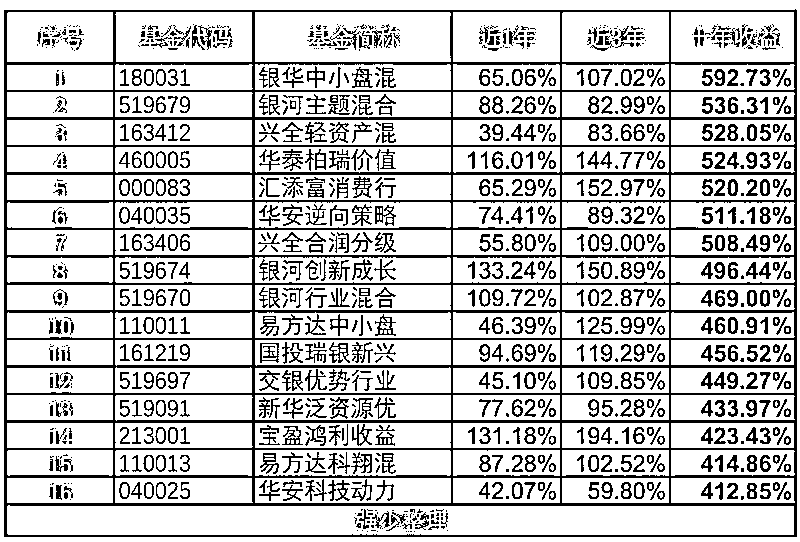 序号 基金代码 基金简称 近1年 近3年 十年收益
1 180031 银华中小盘混 65.06% 107.02% 592.73%
2 519679 银河主题混合 88.26% 82.99% 536.31%
3 163412 兴全轻资产混 39.44% 83.66% 528.05%
4 460005 华泰柏瑞价值 116.01% 144.77% 524.93%
5 000083 汇添富消费行 65.29% 152.97% 520.20%
6 040035 华安逆向策略 74.41% 89.32% 511.18%
7 163406 兴全合润分级 55.80% 109.00% 508.49%
8 519674 银河创新成长 133.24% 150.89% 496.44%
9 519670 银河行业混合 109.72% 102.87% 469.00%
10 110011 易方达中小盘 46.39% 125.99% 460.91%
11 161219 国投瑞银新兴 94.69% 119.29% 456.52%
12 519697 交银优势行业 45.10% 109.85% 449.27%
13 519091 新华泛资源优 77.62% 95.28% 433.97%
14 213001 宝盈鸿利收益 131.18% 194.16% 423.43%
15 110013 易方达科翔混 87.28% 102.52% 414.86%
16 040025 华安科技动力 42.07% 59.80% 412.85%
强少整理